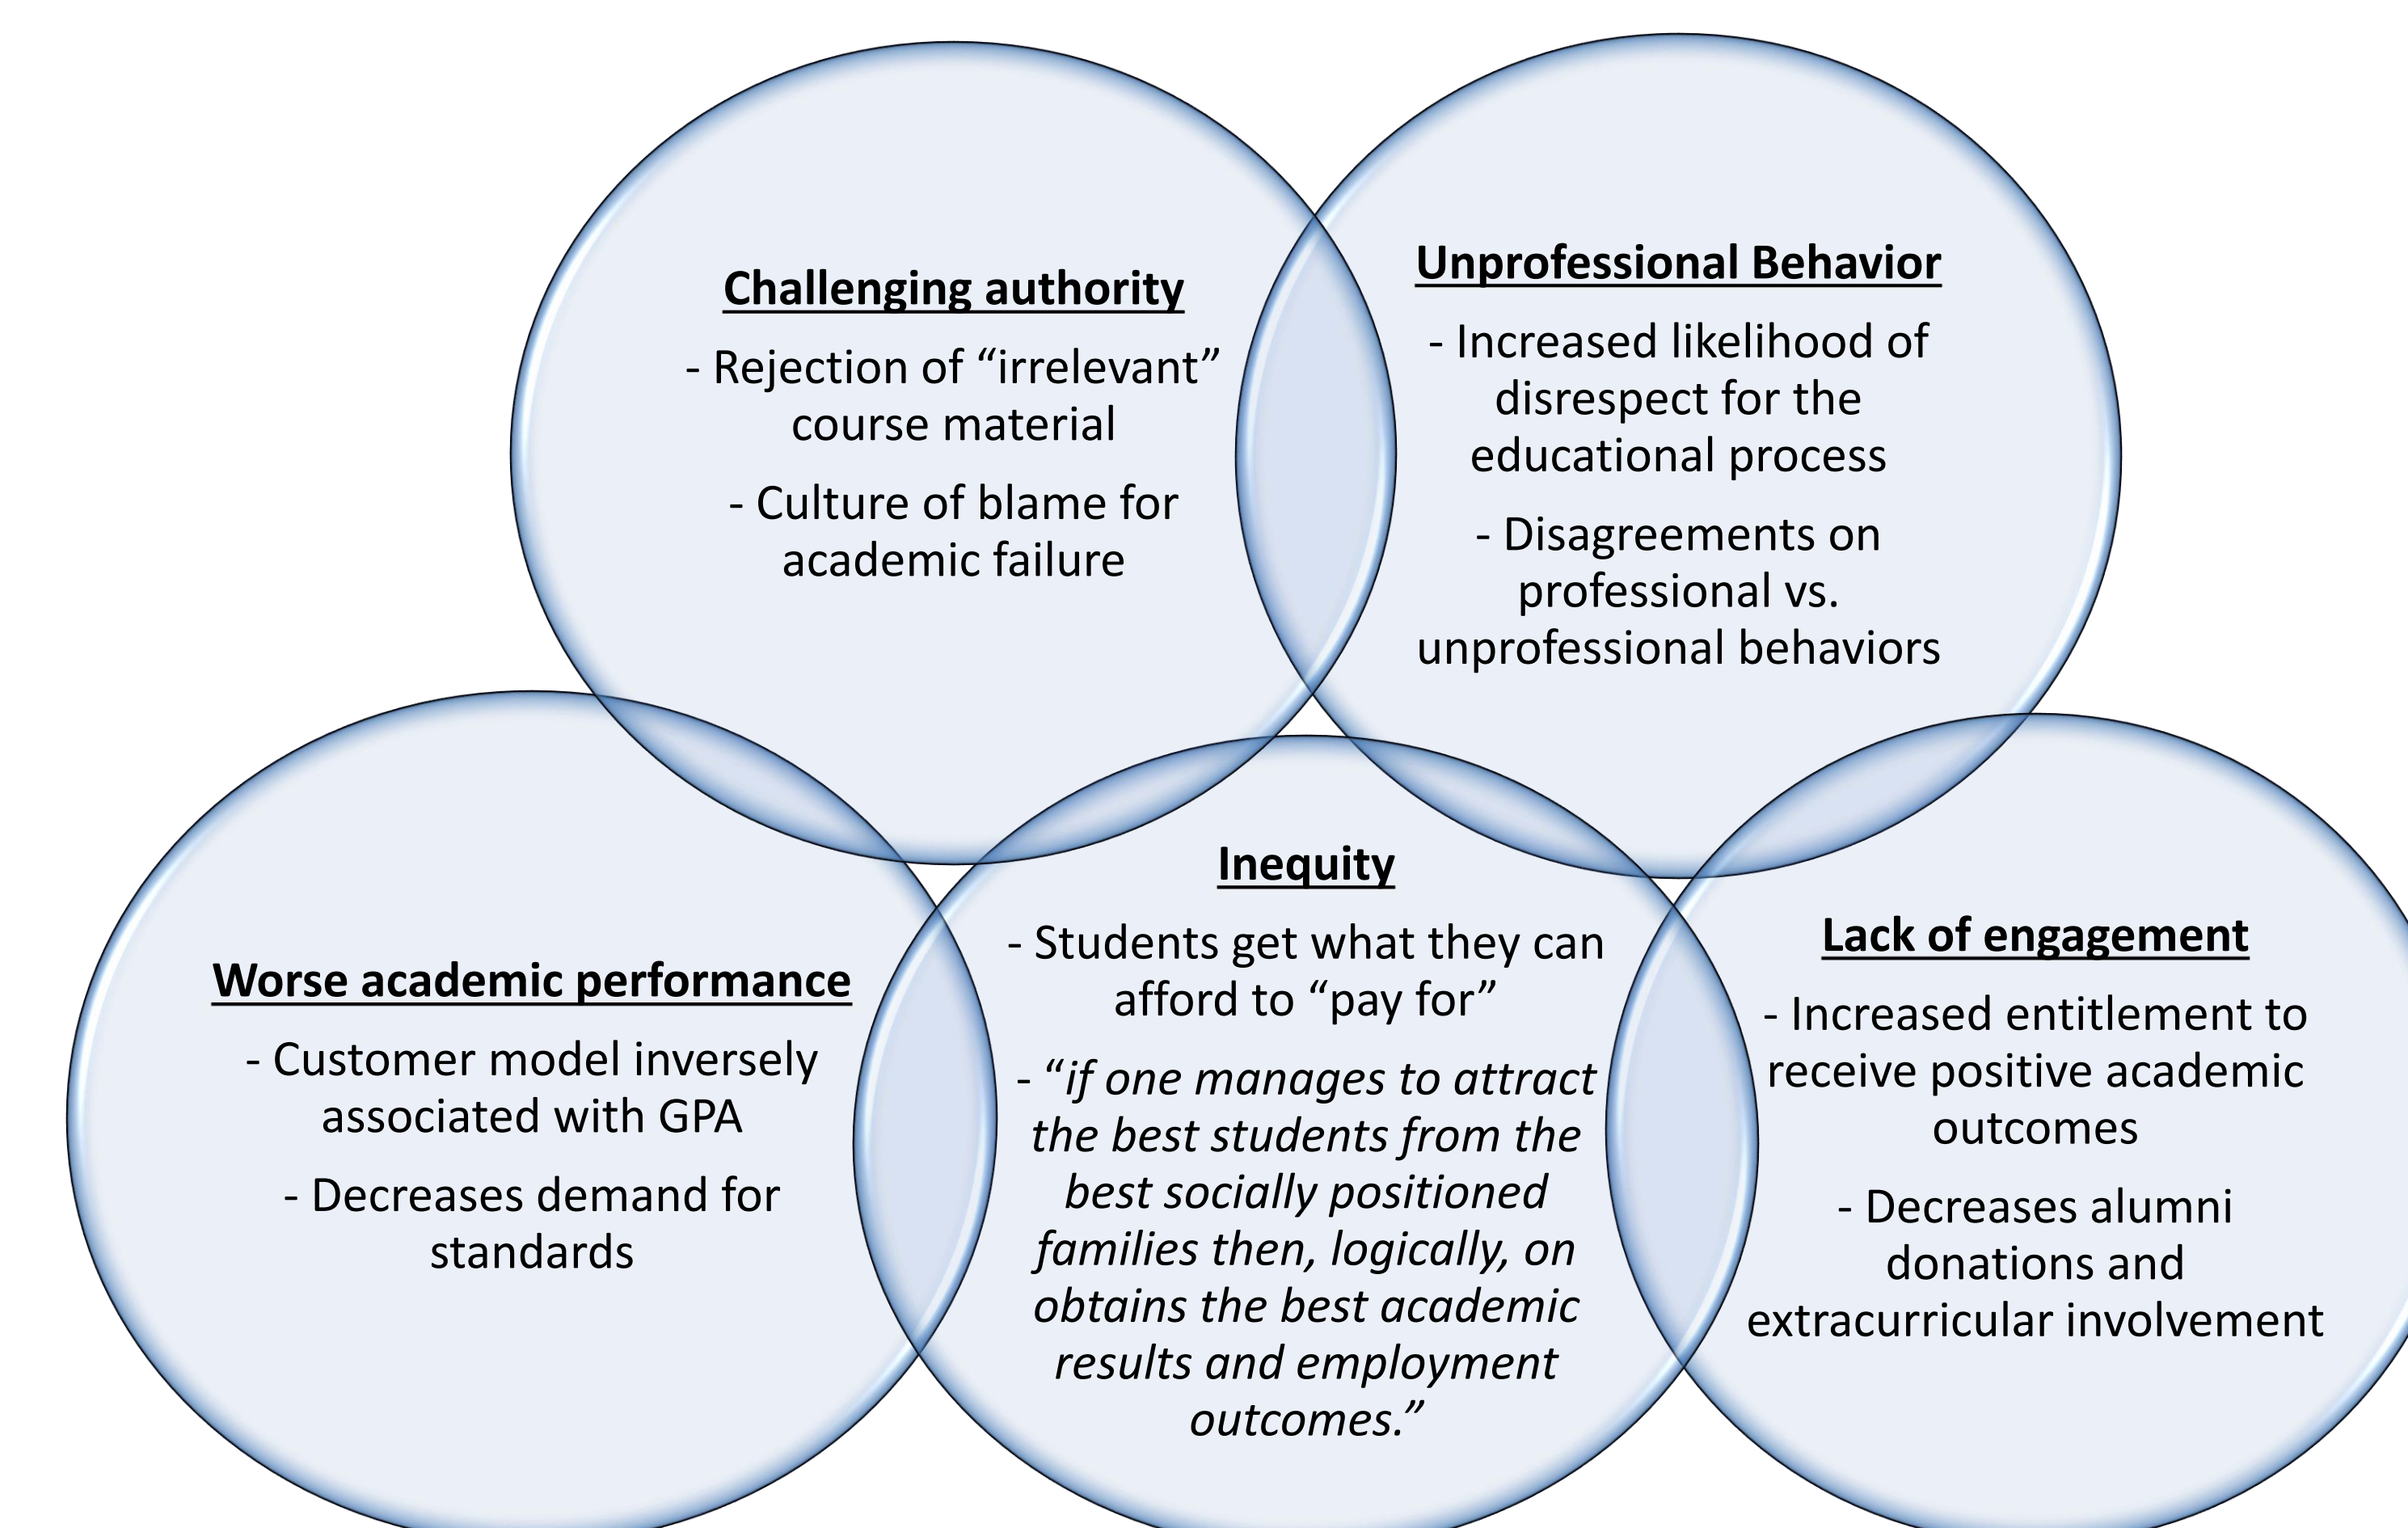 Challenging authority
- Rejection of “irrelevant”
course material
- Culture of blame for
academic failure
Unprofessional Behavior
- Increased likelihood of
disrespect for the
educational process
- Disagreements on
professional vs.
unprofessional behaviors
Worse academic performance
- Customer model inversely
associated with GPA
- Decreases demand for
standards
Inequity
- Students get what they can
afford to “pay for”
- “if one manages to attract
the best students from the
best socially positioned
families then, logically, on
obtains the best academic
results and employment
outcomes.”
Lack of engagement
- Increased entitlement to
receive positive academic
outcomes
- Decreases alumni
donations and
extracurricular involvement